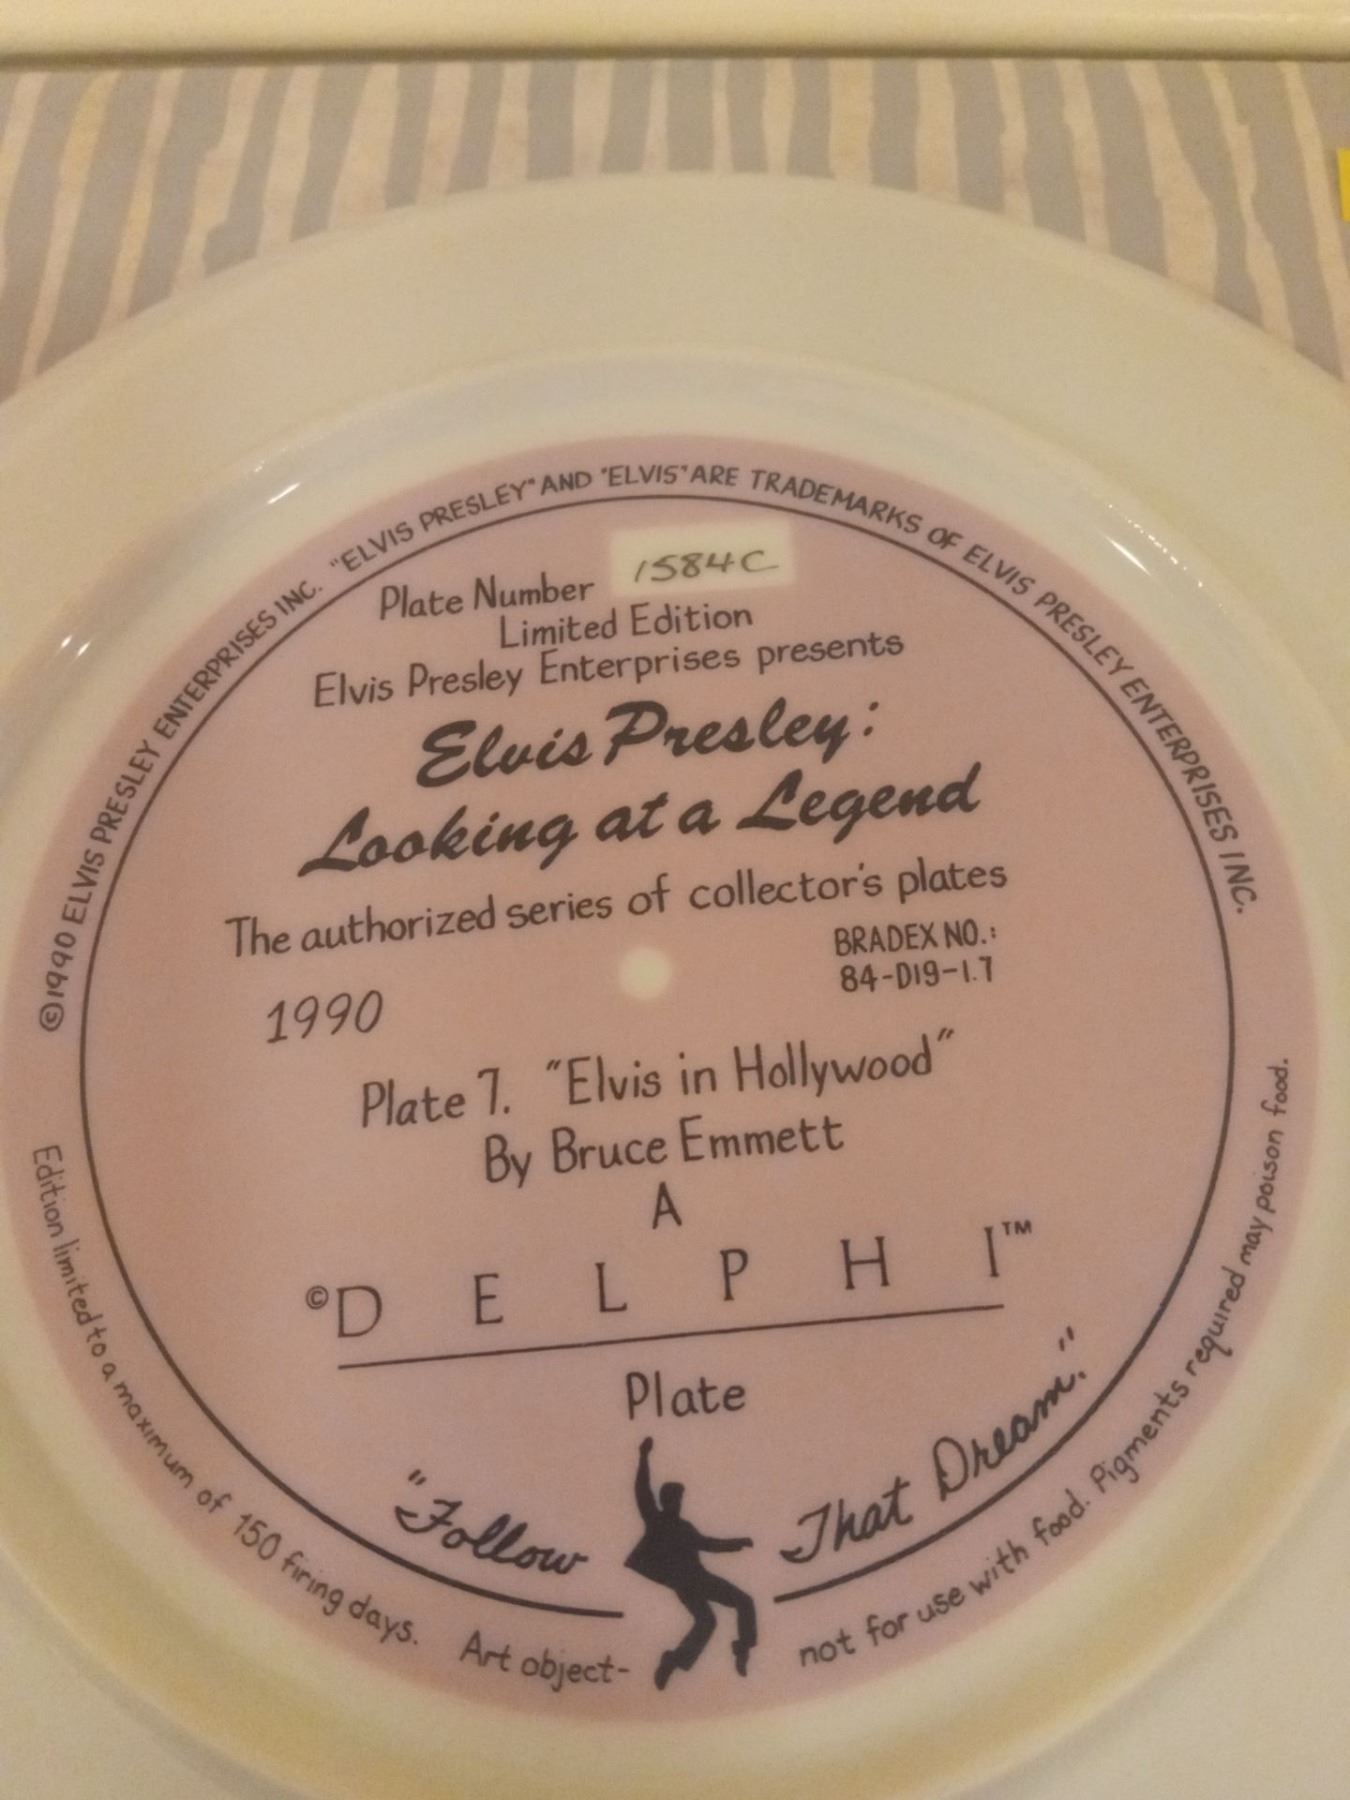 ©1990 ELVIS PRESLEY ENTERPRISES INC. "ELVIS PRESLEY" AND "ELVIS" ARE TRADEMARKS OF ELVIS PRESLEY ENTERPRISES INC.
Plate Number 1584C
Limited Edition
Elvis Presley Enterprises presents
Elvis Presley:
Looking at a Legend
The authorized series of collector's plates
BRADEX NO.:
84-D19-1.7
1990
Plate 7. "Elvis in Hollywood"
By Bruce Emmett
A
©DELPHI™
Plate
"Follow That Dream."
Edition limited to a maximum of 150 firing days. Art object- not for use with food. Pigments required may poison food.